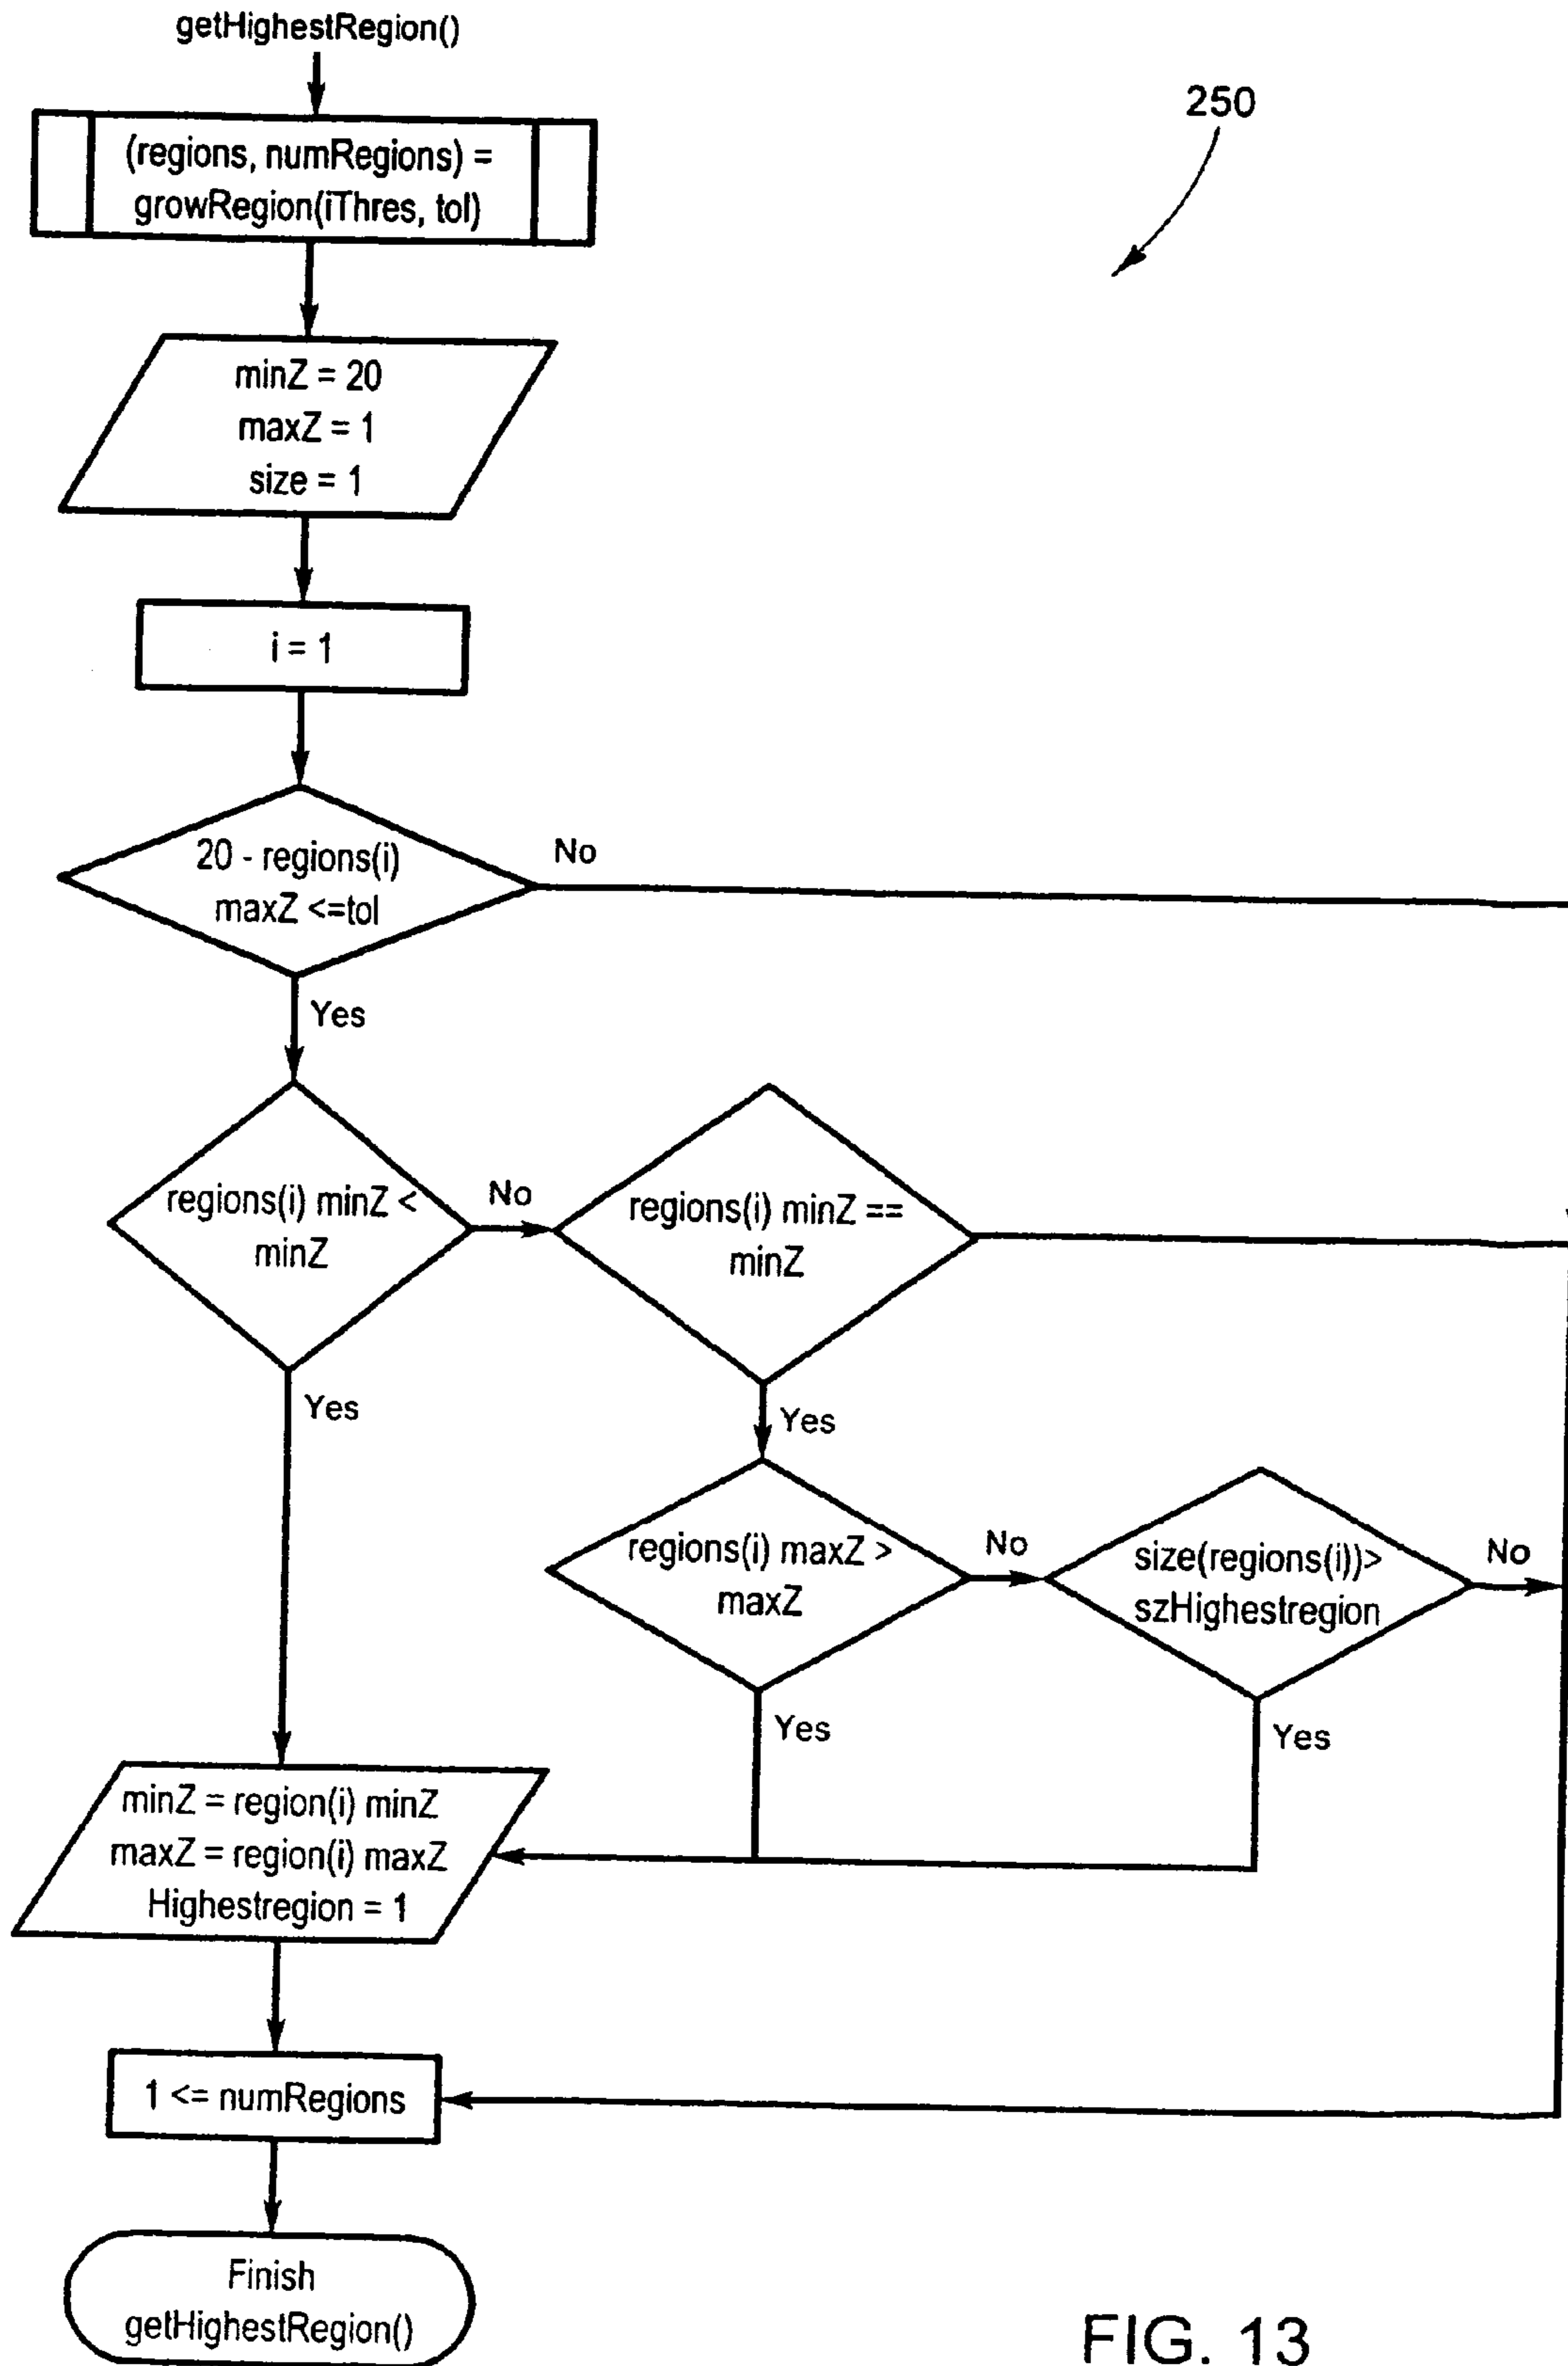 getHighestRegion()
250
(regions, numRegions) =
growRegion(iThres, tol)
minZ = 20
maxZ = 1
size = 1
i = 1
20 - regions(i)
maxZ <=tol
No
Yes
regions(i) minZ <
minZ
No
regions(i) minZ ==
minZ
Yes
Yes
regions(i) maxZ >
maxZ
No
size(regions(i))>
szHighestregion
No
Yes
Yes
minZ = region(i) minZ
maxZ = region(i) maxZ
Highestregion = 1
1 <= numRegions
Finish
getHighestRegion()
FIG. 13